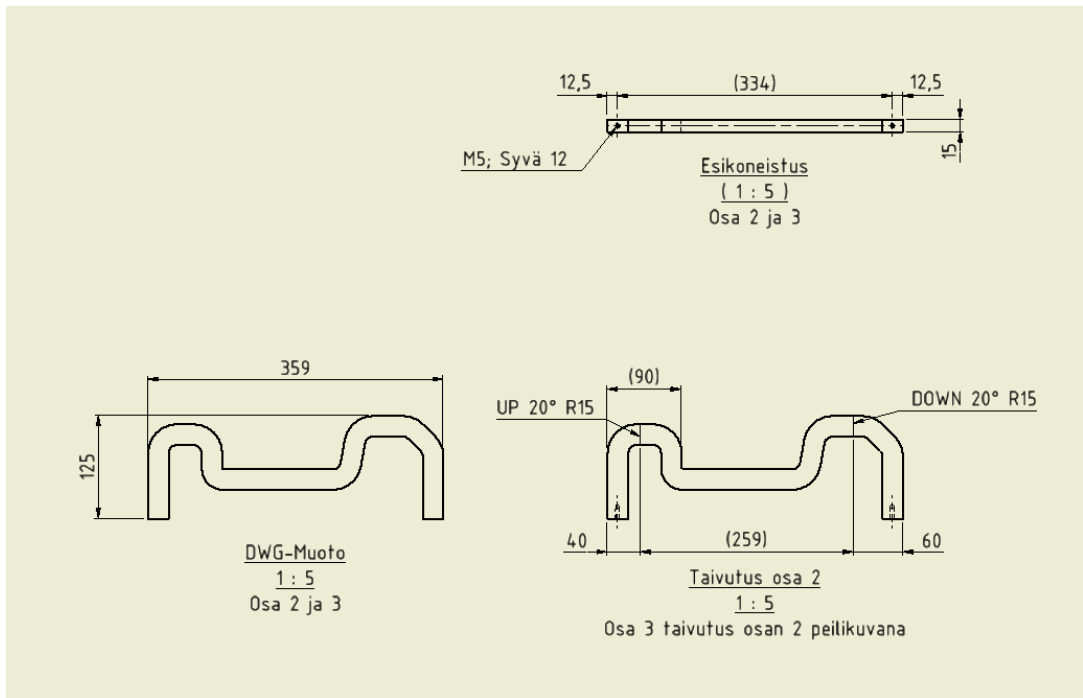 12,5
(334)
12,5
M5; Syvä 12
15
Esikoneistus
( 1 : 5 )
Osa 2 ja 3
359
125
DWG-Muoto
1 : 5
Osa 2 ja 3
(90)
UP 20° R15
DOWN 20° R15
40
(259)
60
Taivutus osa 2
1 : 5
Osa 3 taivutus osan 2 peilikuvana